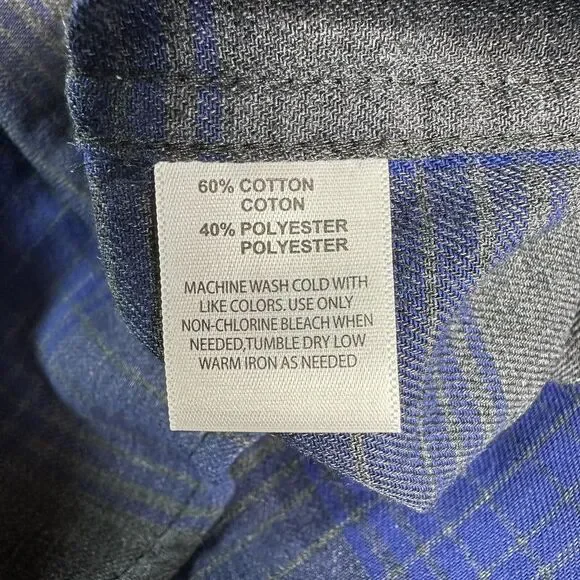 60% COTTON
COTON
40% POLYESTER
POLYESTER
MACHINE WASH COLD WITH
LIKE COLORS. USE ONLY
NON-CHLORINE BLEACH WHEN
NEEDED,TUMBLE DRY LOW
WARM IRON AS NEEDED